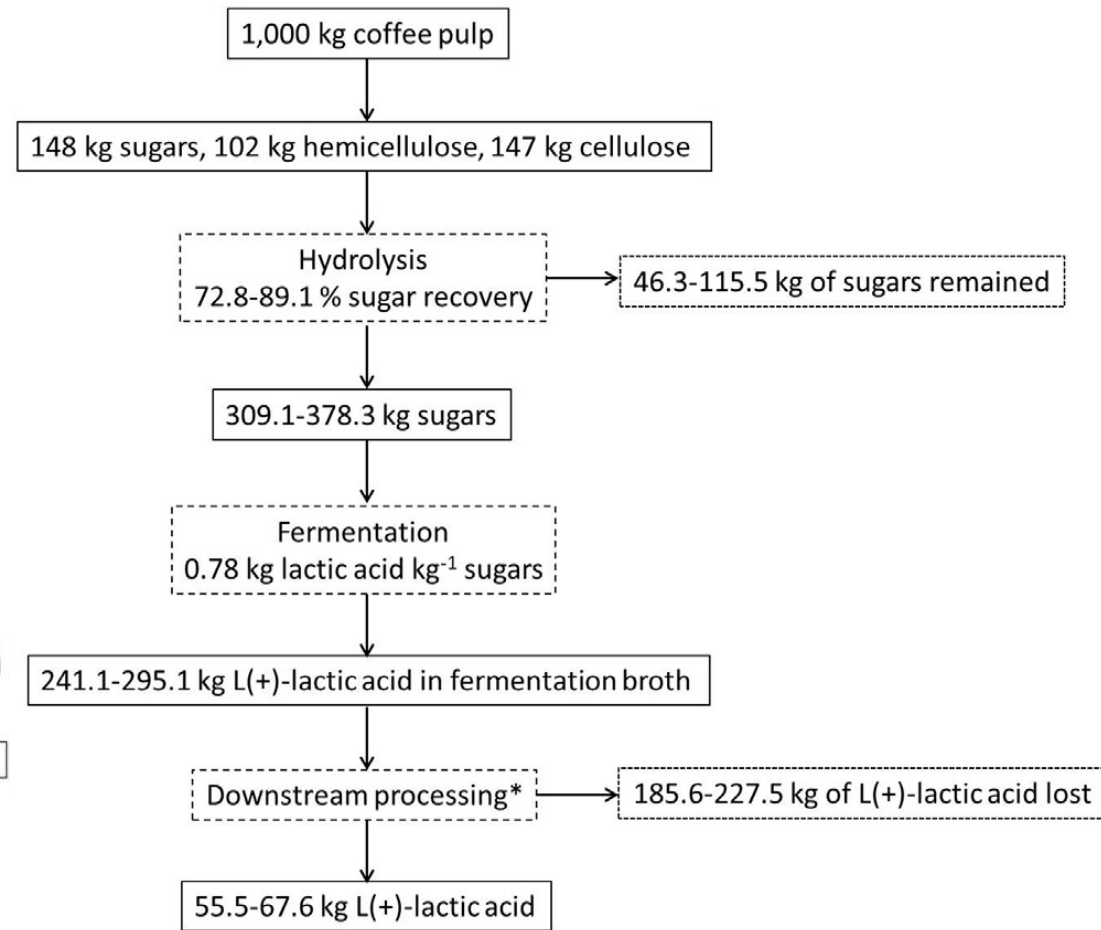 1,000 kg coffee pulp
148 kg sugars, 102 kg hemicellulose, 147 kg cellulose
Hydrolysis
72.8-89.1 % sugar recovery
46.3-115.5 kg of sugars remained
309.1-378.3 kg sugars
Fermentation
0.78 kg lactic acid kg⁻¹ sugars
241.1-295.1 kg L(+)-lactic acid in fermentation broth
Downstream processing*
185.6-227.5 kg of L(+)-lactic acid lost
55.5-67.6 kg L(+)-lactic acid